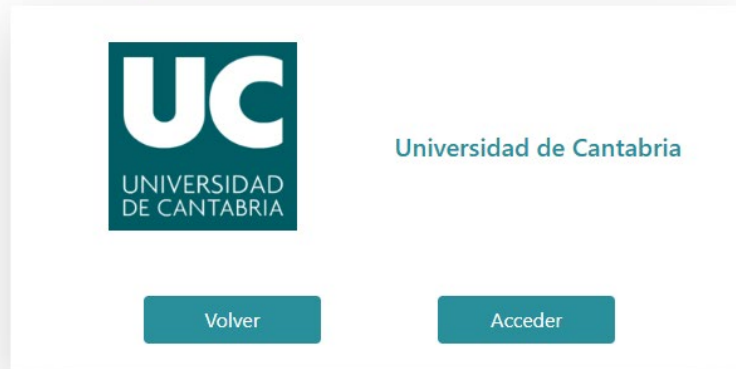 UC
UNIVERSIDAD
DE CANTABRIA
Universidad de Cantabria
Volver
Acceder